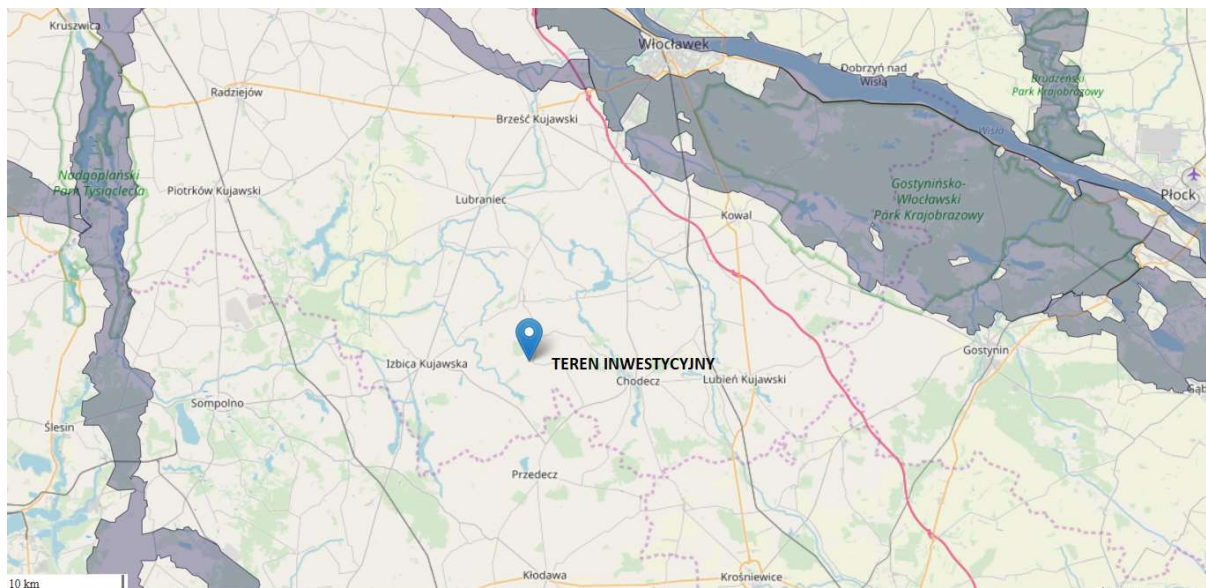 Kruszwica
Włocławek
Dobrzyń nad
Wisłą
Brudzeński
Park Krajobrazowy
Radziejów
Brześć Kujawski
Wisła
Nadgoplański
Park Tysiąclecia
Piotrków Kujawski
Lubraniec
Gostynińsko-
Włocławski
Park Krajobrazowy
Płock
Kowal
Izbica Kujawska
TEREN INWESTYCYJNY
Chodecz
Lubień Kujawski
Gostynin
Gąb
Sompolno
Ślesin
Przedecz
Kłodawa
Krośniewice
10 km